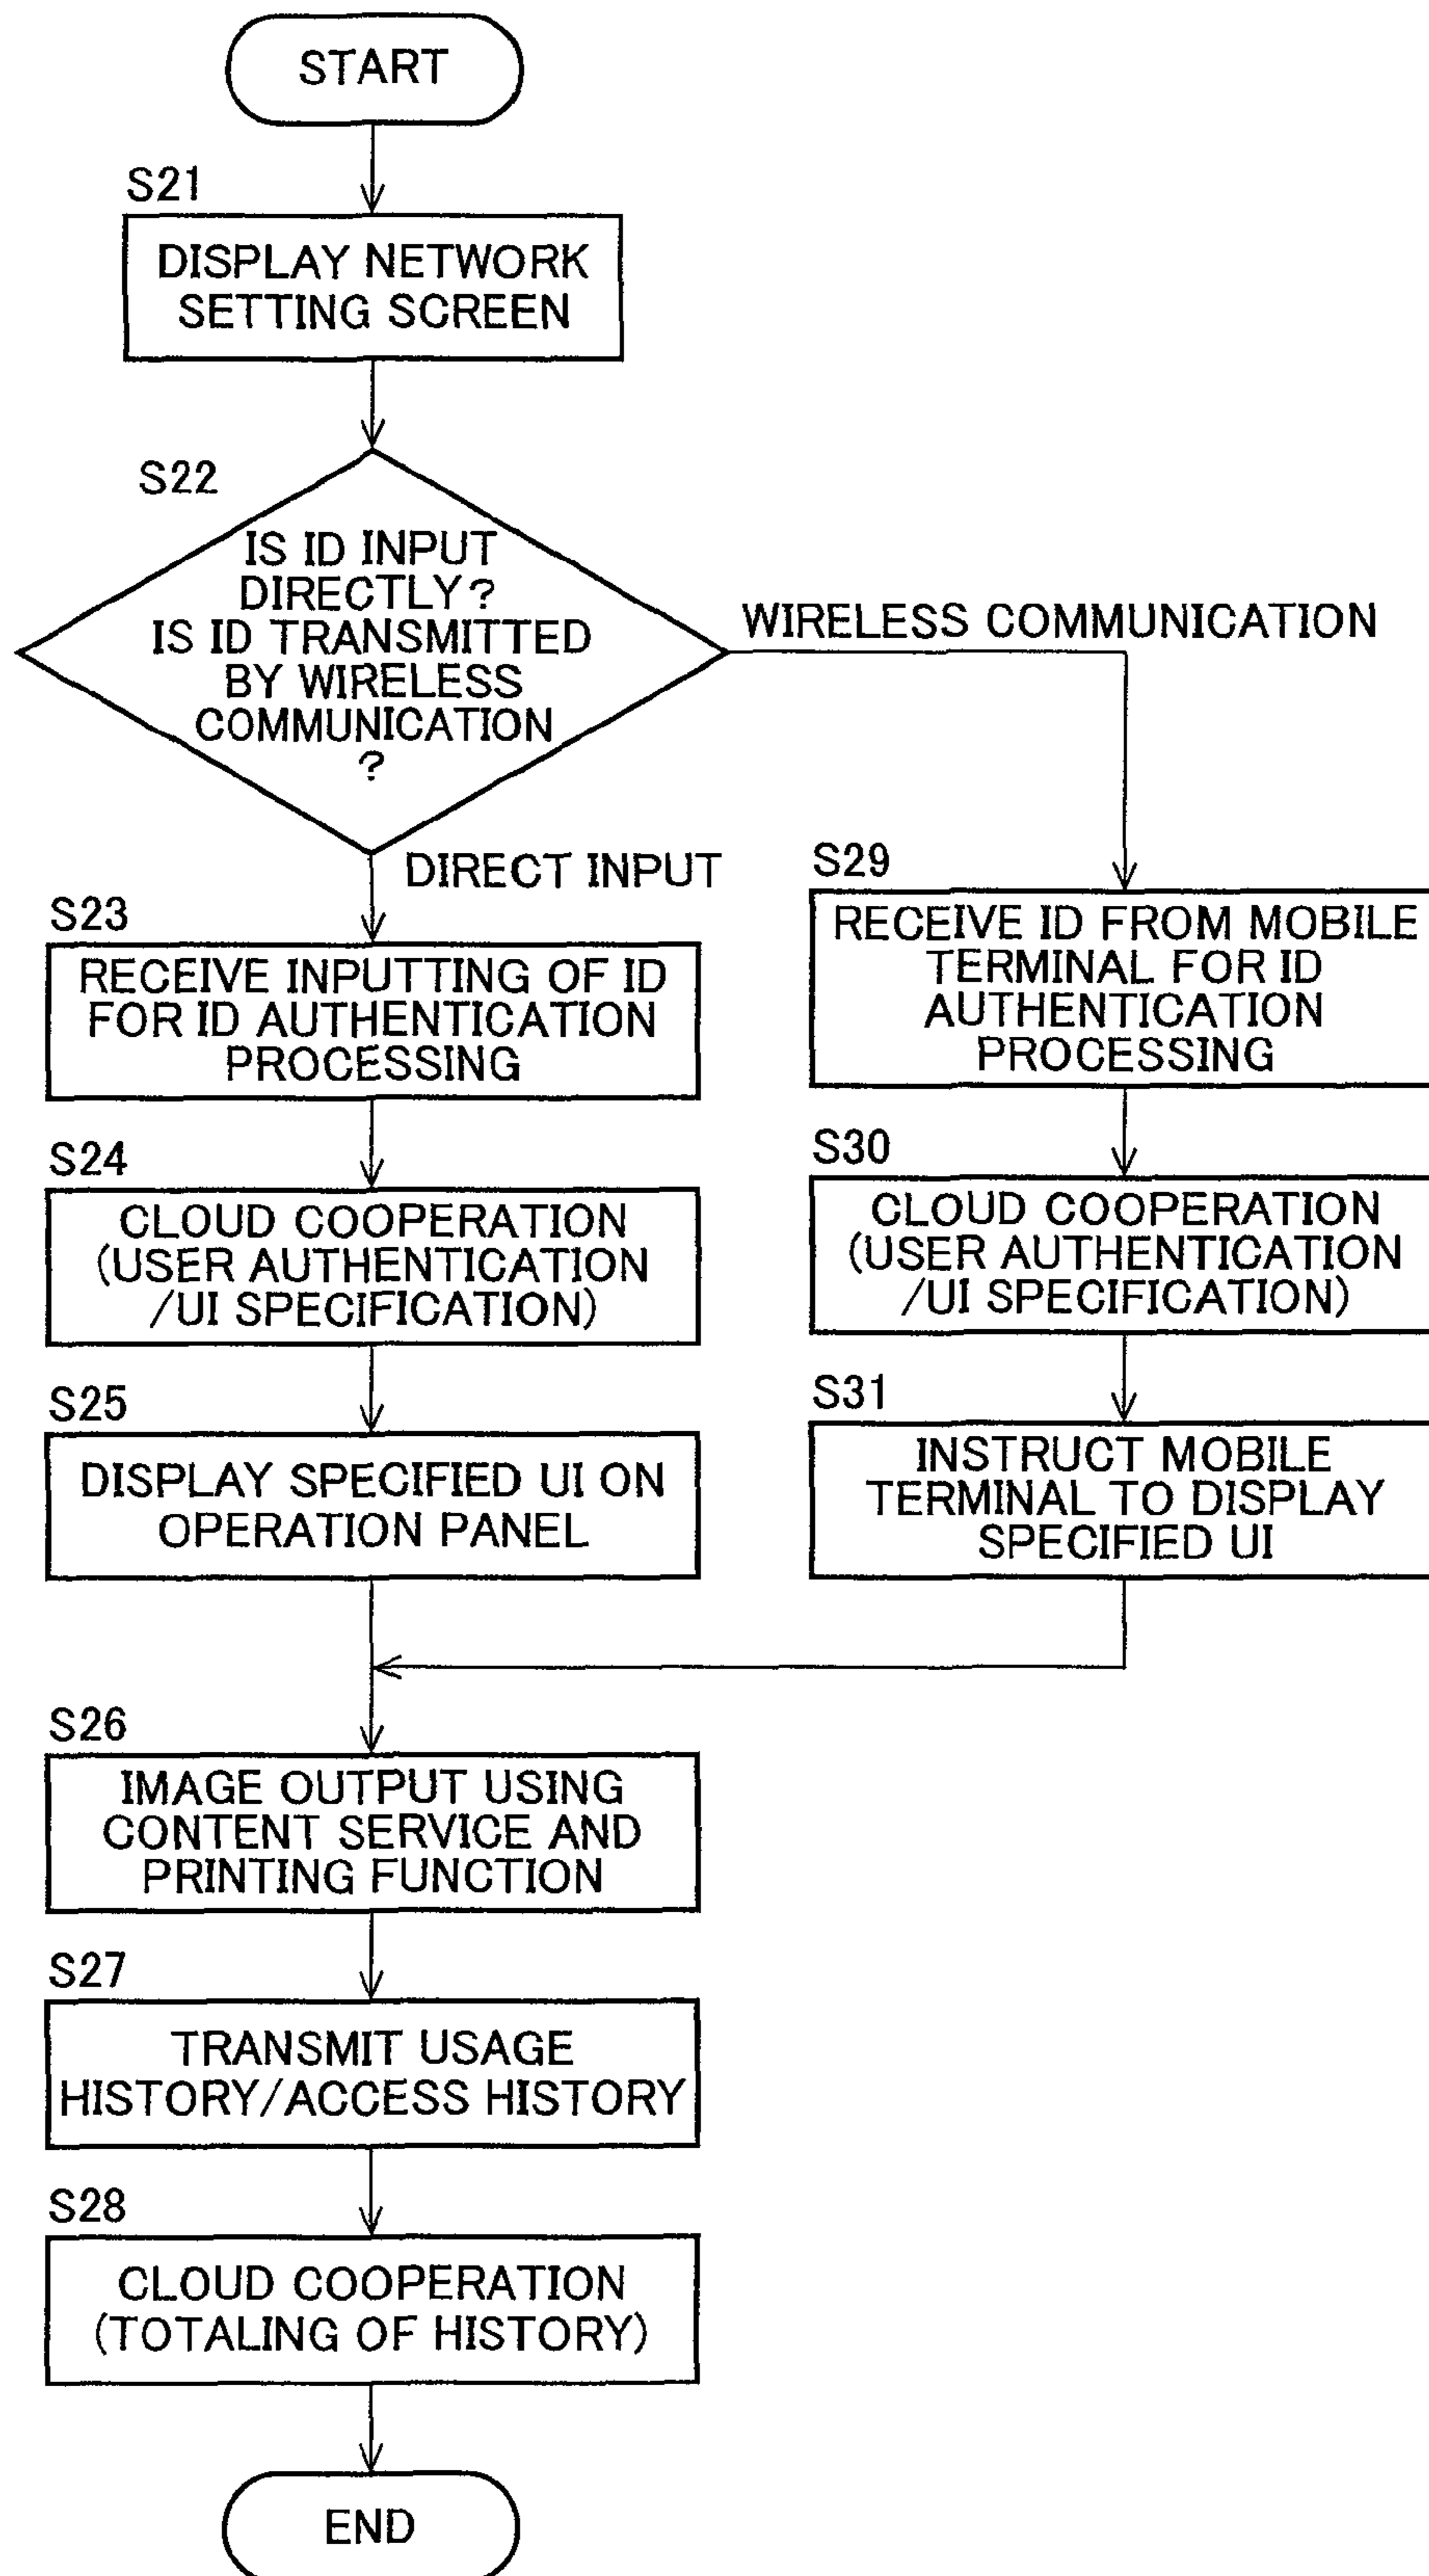 START
S21
DISPLAY NETWORK
SETTING SCREEN
S22
IS ID INPUT
DIRECTLY?
IS ID TRANSMITTED
BY WIRELESS
COMMUNICATION
?
WIRELESS COMMUNICATION
DIRECT INPUT
S23
RECEIVE INPUTTING OF ID
FOR ID AUTHENTICATION
PROCESSING
S24
CLOUD COOPERATION
(USER AUTHENTICATION
/UI SPECIFICATION)
S25
DISPLAY SPECIFIED UI ON
OPERATION PANEL
S29
RECEIVE ID FROM MOBILE
TERMINAL FOR ID
AUTHENTICATION
PROCESSING
S30
CLOUD COOPERATION
(USER AUTHENTICATION
/UI SPECIFICATION)
S31
INSTRUCT MOBILE
TERMINAL TO DISPLAY
SPECIFIED UI
S26
IMAGE OUTPUT USING
CONTENT SERVICE AND
PRINTING FUNCTION
S27
TRANSMIT USAGE
HISTORY/ACCESS HISTORY
S28
CLOUD COOPERATION
(TOTALING OF HISTORY)
END